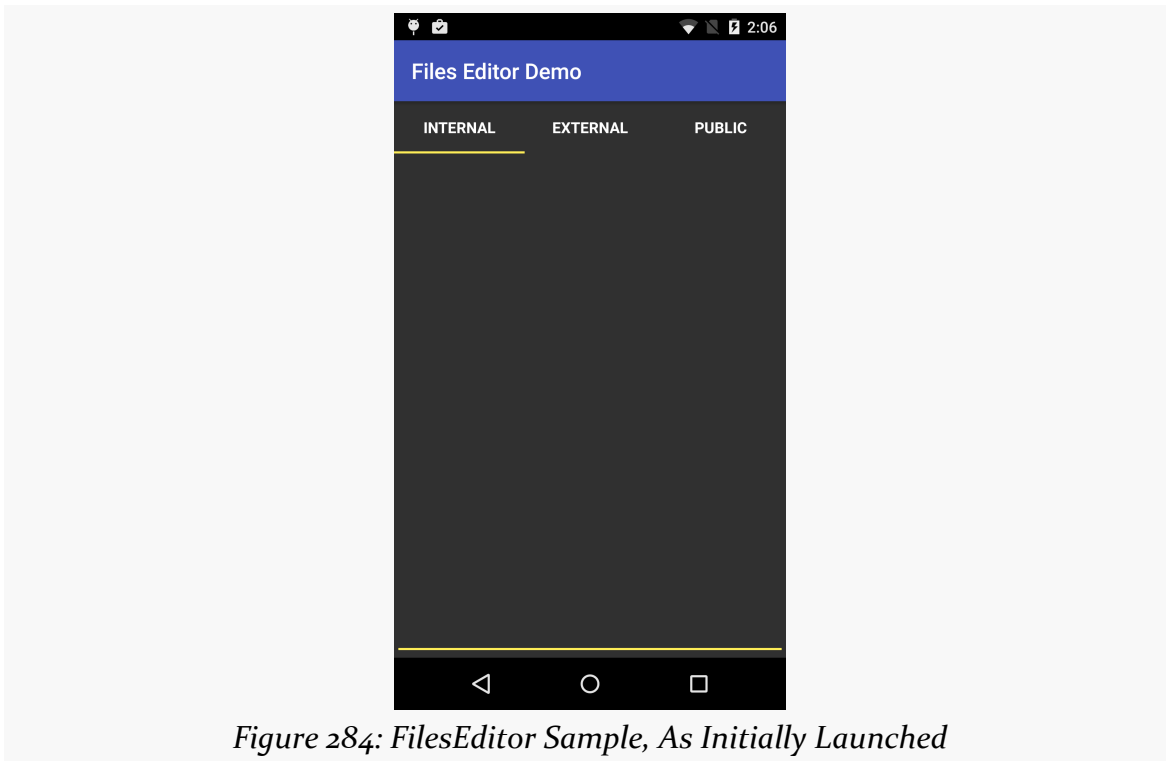 2:06
Files Editor Demo
INTERNAL EXTERNAL PUBLIC
Figure 284: FilesEditor Sample, As Initially Launched